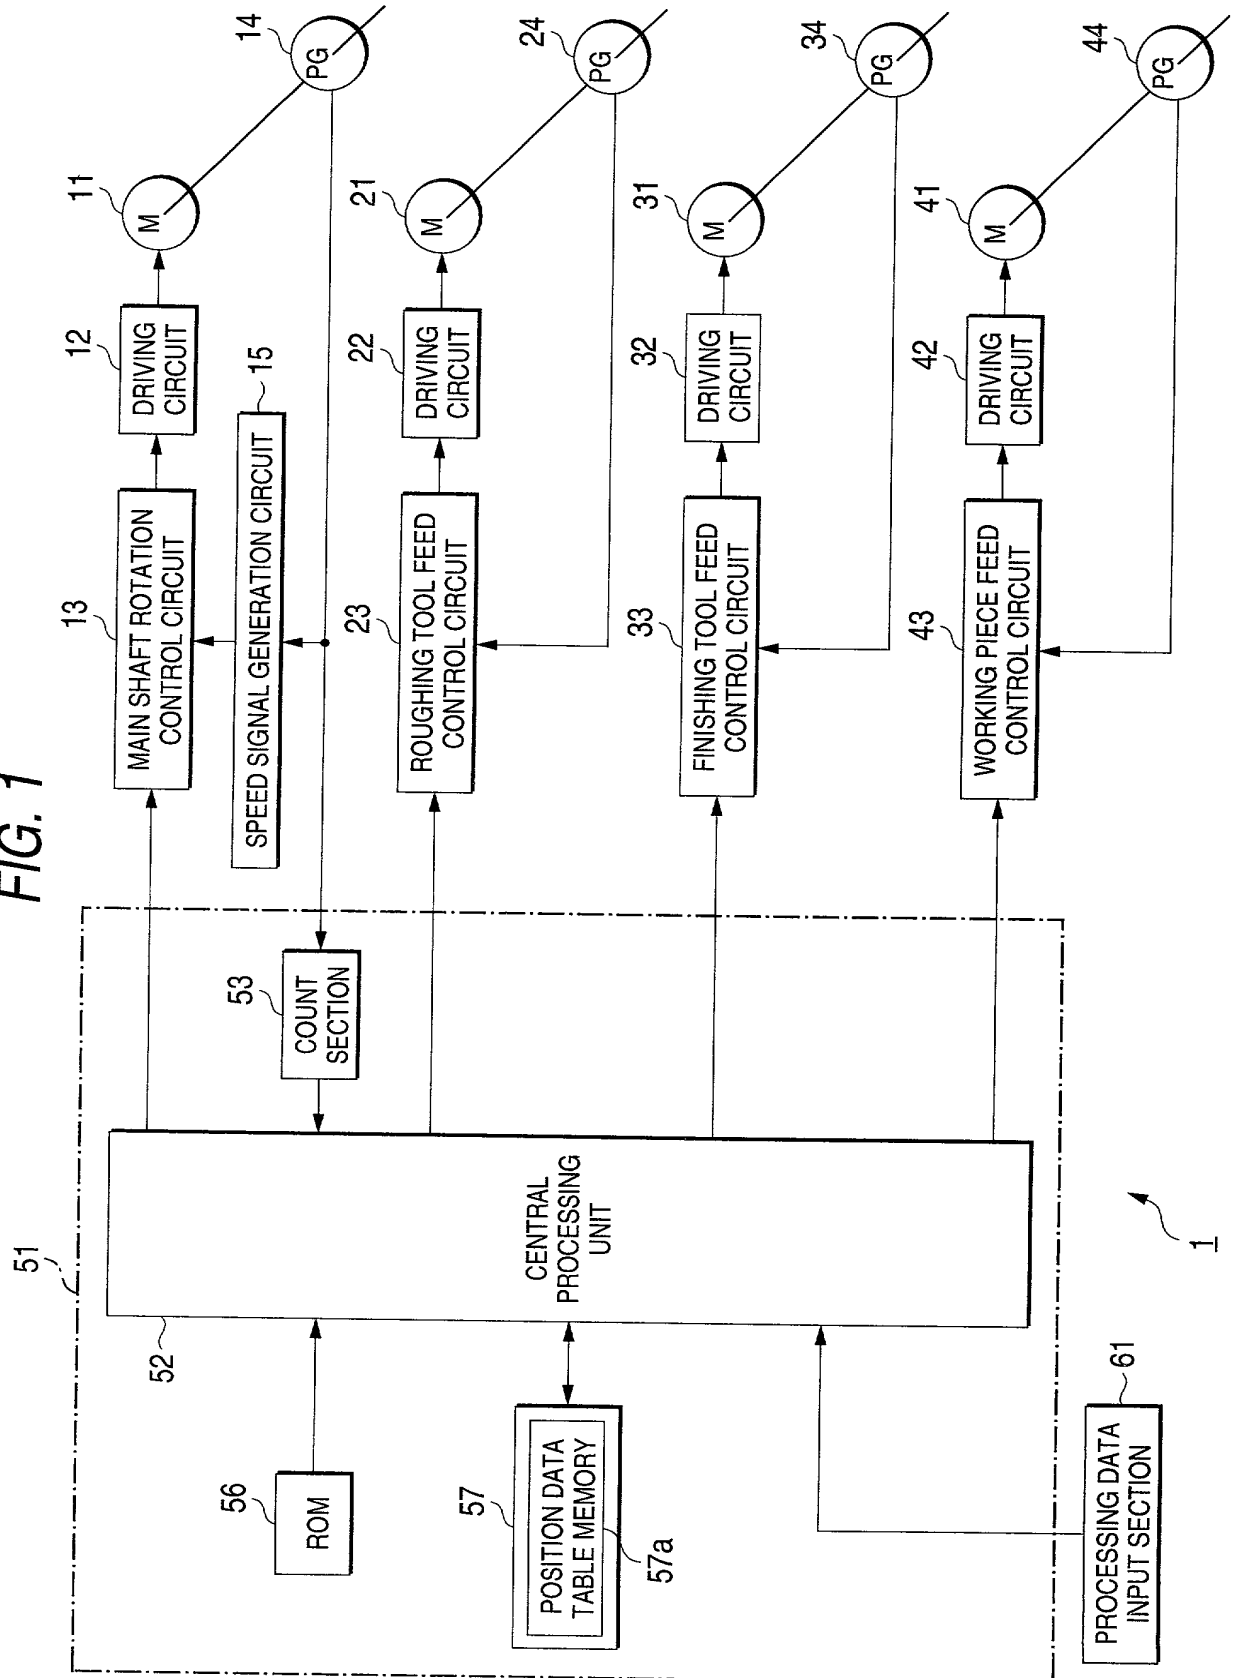 FIG. 1
51
52
CENTRAL
PROCESSING
UNIT
53
COUNT
SECTION
56
ROM
57
POSITION DATA
TABLE MEMORY
57a
61
PROCESSING DATA
INPUT SECTION
1
13
MAIN SHAFT ROTATION
CONTROL CIRCUIT
12
DRIVING
CIRCUIT
11
M
14
PG
15
SPEED SIGNAL GENERATION CIRCUIT
23
ROUGHING TOOL FEED
CONTROL CIRCUIT
22
DRIVING
CIRCUIT
21
M
24
PG
33
FINISHING TOOL FEED
CONTROL CIRCUIT
32
DRIVING
CIRCUIT
31
M
34
PG
43
WORKING PIECE FEED
CONTROL CIRCUIT
42
DRIVING
CIRCUIT
41
M
44
PG